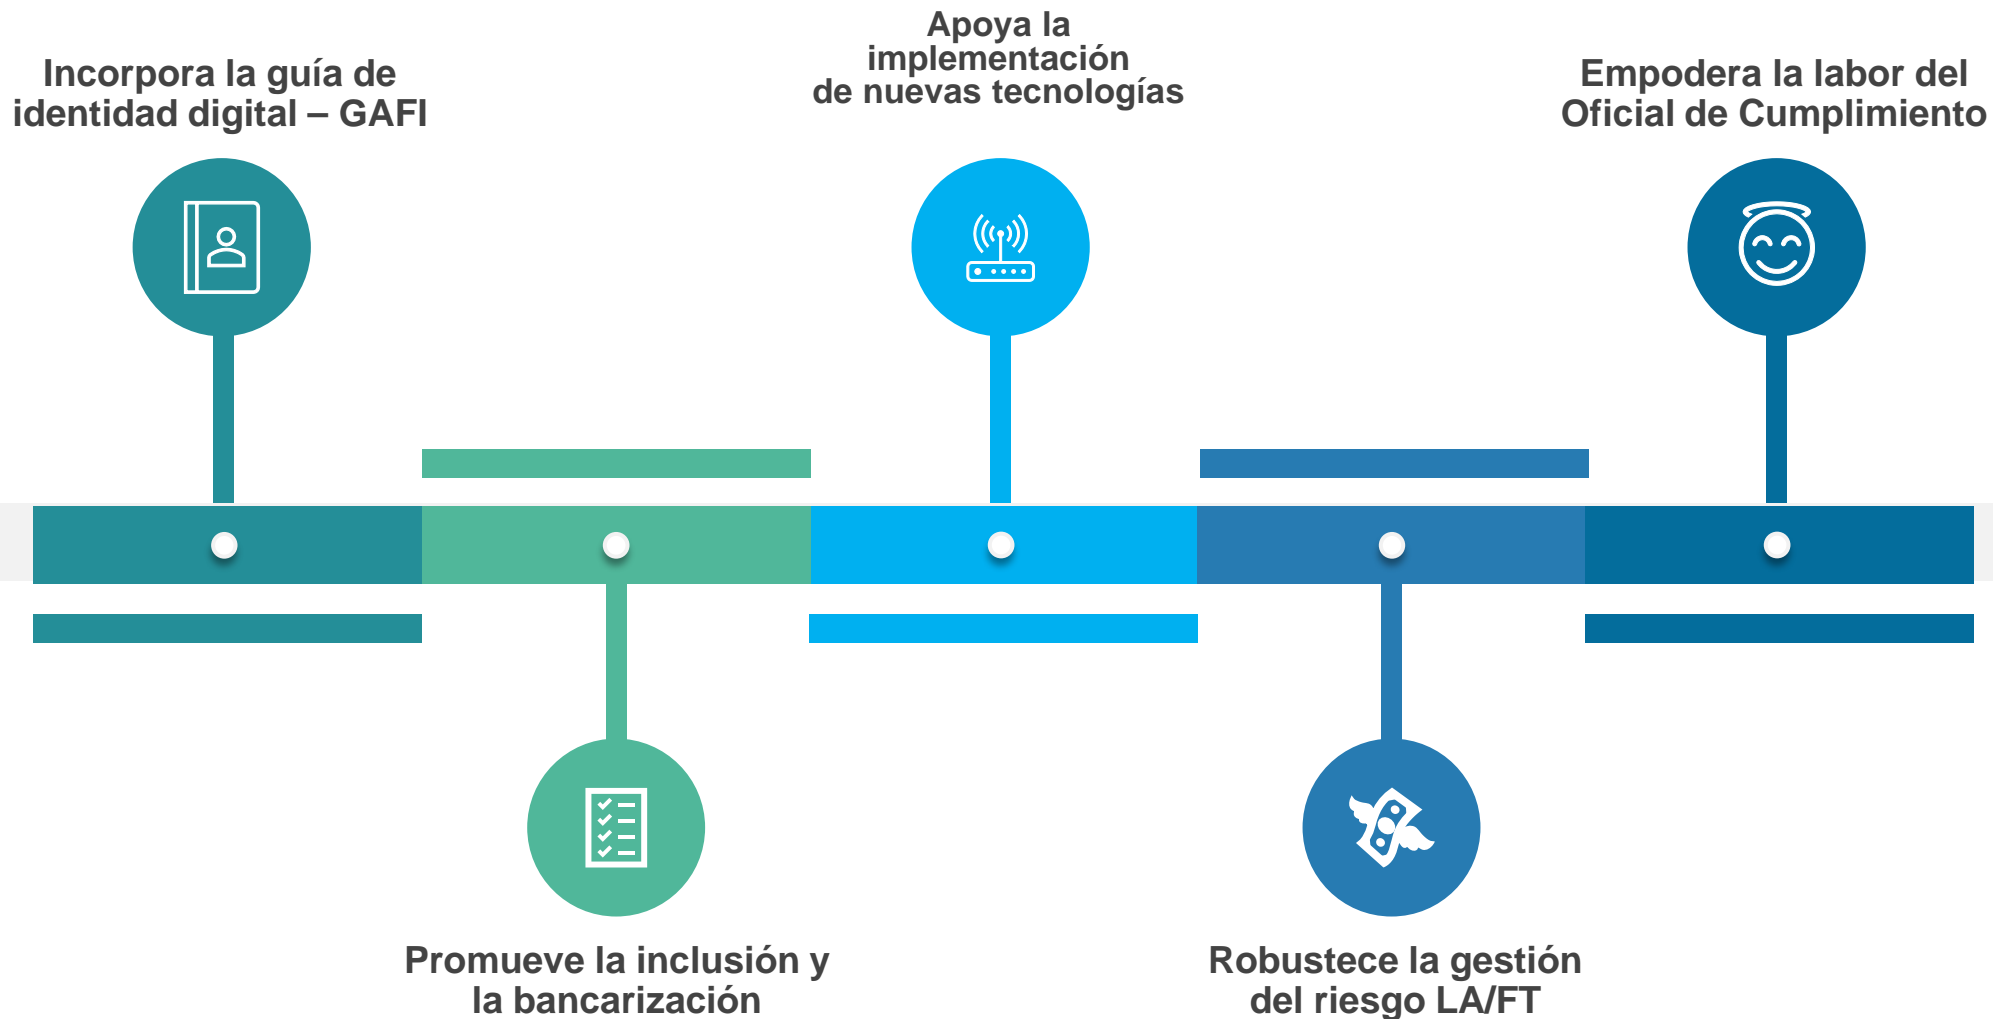 Incorpora la guía de
identidad digital – GAFI
Apoya la
implementación
de nuevas tecnologías
Empodera la labor del
Oficial de Cumplimiento
Promueve la inclusión y
la bancarización
Robustece la gestión
del riesgo LA/FT